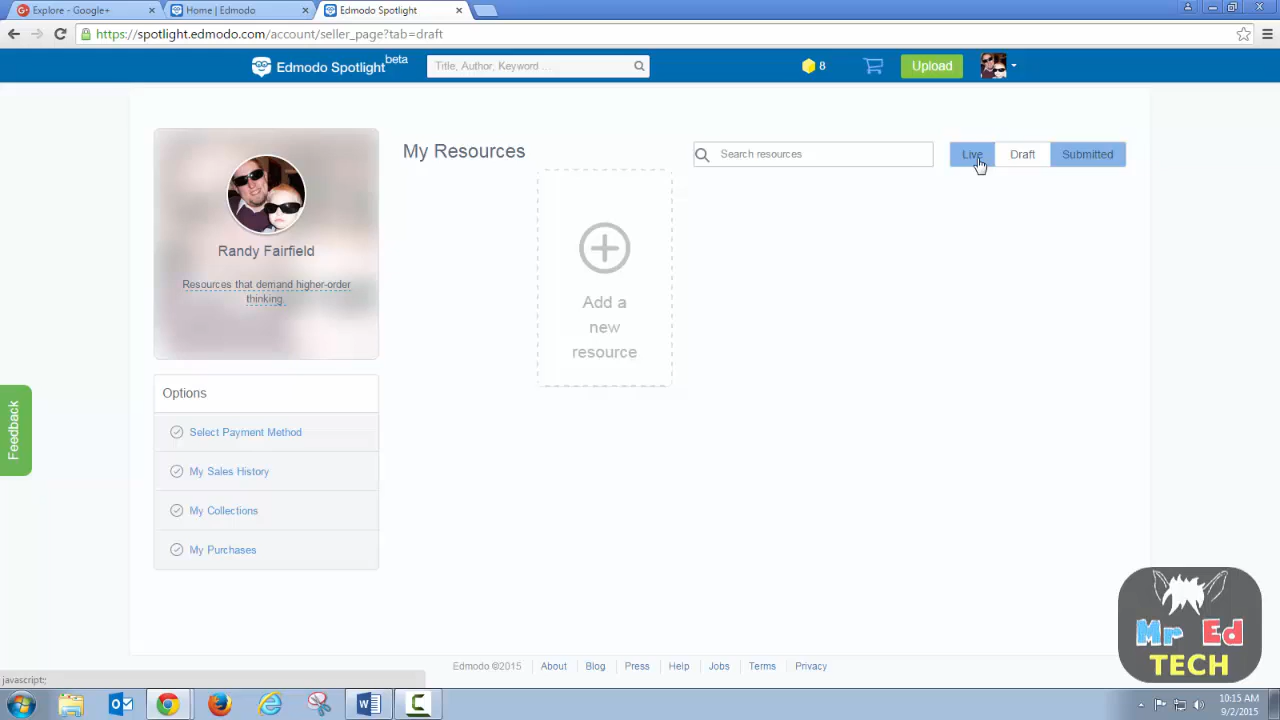 Explore - Google+
Home | Edmodo
Edmodo Spotlight
https://spotlight.edmodo.com/account/seller_page?tab=draft
Edmodo Spotlight beta
Title, Author, Keyword ...
8
Upload
My Resources
Search resources
Live
Draft
Submitted
Randy Fairfield
Resources that demand higher-order
thinking.
Add a
new
resource
Options
Select Payment Method
My Sales History
My Collections
My Purchases
Feedback
Edmodo ©2015
About
Blog
Press
Help
Jobs
Terms
Privacy
Mr Ed
TECH
javascript:;
10:15 AM
9/2/2015